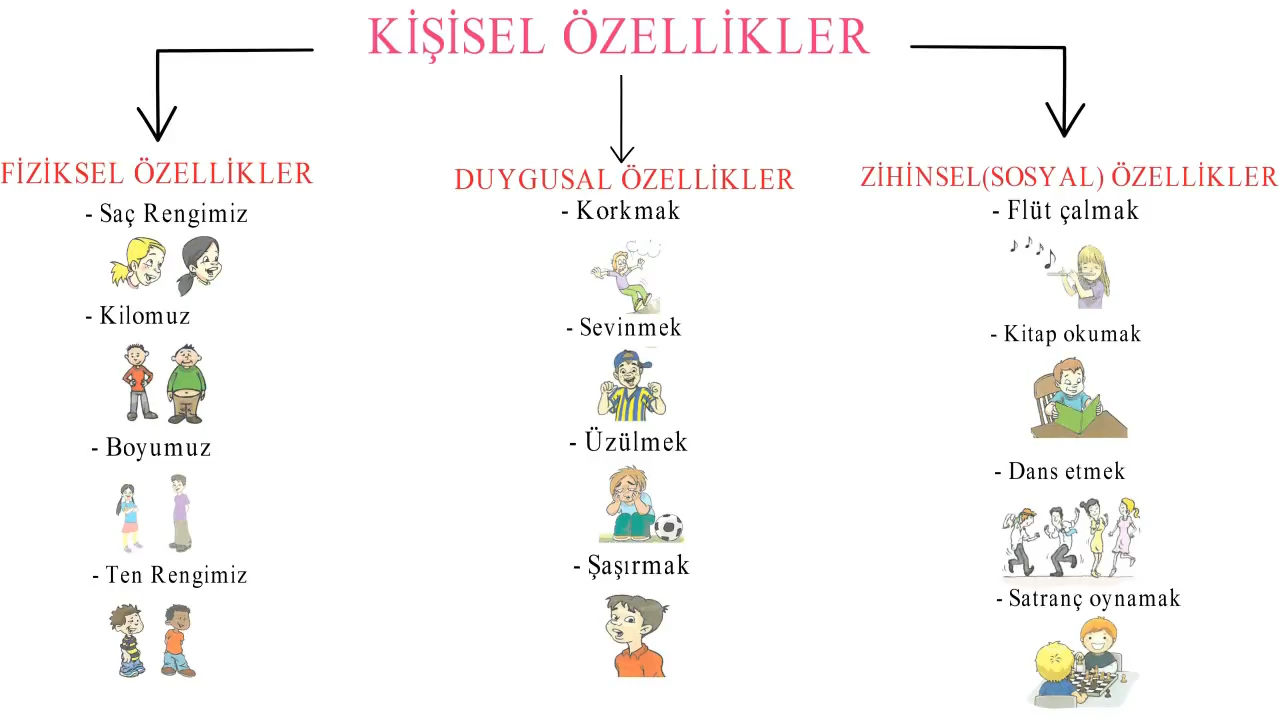 KİŞİSEL ÖZELLİKLER
FİZİKSEL ÖZELLİKLER
- Saç Rengimiz
- Kilomuz
- Boyumuz
- Ten Rengimiz
DUYGUSAL ÖZELLİKLER
- Korkmak
- Sevinmek
- Üzülmek
- Şaşırmak
ZİHİNSEL(SOSYAL) ÖZELLİKLER
- Flüt çalmak
- Kitap okumak
- Dans etmek
- Satranç oynamak